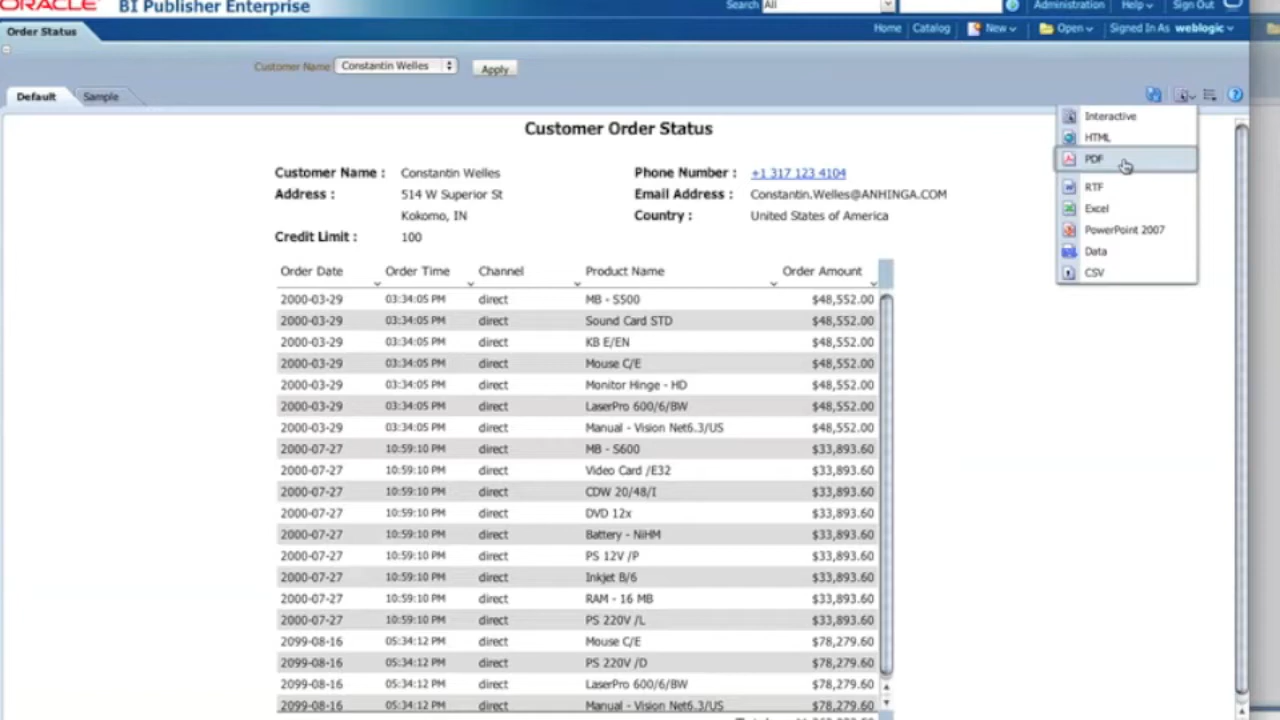 ORACLE BI Publisher Enterprise Search All Administration Help Sign Out
Order Status Home Catalog New Open Signed In As weblogic
Customer Name Constantin Welles Apply
Default Sample
Interactive
HTML
PDF
RTF
Excel
PowerPoint 2007
Data
CSV
Customer Order Status
Customer Name : Constantin Welles Phone Number : +1 317 123 4104
Address : 514 W Superior St Email Address : Constantin.Welles@ANHINGA.COM
Kokomo, IN Country : United States of America
Credit Limit : 100
Order Date Order Time Channel Product Name Order Amount
2000-03-29 03:34:05 PM direct MB - S500 $48,552.00
2000-03-29 03:34:05 PM direct Sound Card STD $48,552.00
2000-03-29 03:34:05 PM direct KB E/EN $48,552.00
2000-03-29 03:34:05 PM direct Mouse C/E $48,552.00
2000-03-29 03:34:05 PM direct Monitor Hinge - HD $48,552.00
2000-03-29 03:34:05 PM direct LaserPro 600/6/BW $48,552.00
2000-03-29 03:34:05 PM direct Manual - Vision Net6.3/US $48,552.00
2000-07-27 10:59:10 PM direct MB - S600 $33,893.60
2000-07-27 10:59:10 PM direct Video Card /E32 $33,893.60
2000-07-27 10:59:10 PM direct CDW 20/48/I $33,893.60
2000-07-27 10:59:10 PM direct DVD 12x $33,893.60
2000-07-27 10:59:10 PM direct Battery - NiHM $33,893.60
2000-07-27 10:59:10 PM direct PS 12V /P $33,893.60
2000-07-27 10:59:10 PM direct Inkjet B/6 $33,893.60
2000-07-27 10:59:10 PM direct RAM - 16 MB $33,893.60
2000-07-27 10:59:10 PM direct PS 220V /L $33,893.60
2099-08-16 05:34:12 PM direct Mouse C/E $78,279.60
2099-08-16 05:34:12 PM direct PS 220V /D $78,279.60
2099-08-16 05:34:12 PM direct LaserPro 600/6/BW $78,279.60
2099-08-16 05:34:12 PM direct Manual - Vision Net6.3/US $78,279.60